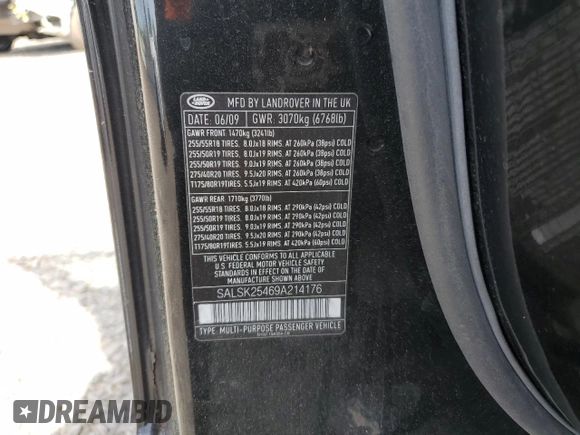 LAND ROVER
MFD BY LANDROVER IN THE UK
DATE: 06/09 GWR. 3070kg (6768lb)
GAWR FRONT: 1470kg (3241lb)
255/55R18 TIRES. 8.0Jx18 RIMS. AT 260kPa (38psi) COLD
255/50R19 TIRES. 8.0Jx19 RIMS. AT 260kPa (38psi) COLD
255/50R19 TIRES. 9.0Jx19 RIMS. AT 260kPa (38psi) COLD
275/40R20 TIRES. 9.5Jx20 RIMS. AT 260kPa (38psi) COLD
T175/80R19TIRES. 5.5Jx19 RIMS. AT 420kPa (60psi) COLD
GAWR REAR: 1710kg (3770lb)
255/55R18 TIRES. 8.0Jx18 RIMS. AT 290kPa (42psi) COLD
255/50R19 TIRES. 8.0Jx19 RIMS. AT 290kPa (42psi) COLD
255/50R19 TIRES. 9.0Jx19 RIMS. AT 290kPa (42psi) COLD
275/40R20 TIRES. 9.5Jx20 RIMS. AT 290kPa (42psi) COLD
T175/80R19TIRES. 5.5Jx19 RIMS. AT 420kPa (60psi) COLD
THIS VEHICLE CONFORMS TO ALL APPLICABLE
U.S FEDERAL MOTOR VEHICLE SAFETY
STANDARDS IN EFFECT ON THE DATE OF
MANUFACTURE SHOWN ABOVE
SALSK25469A214176
TYPE: MULTI-PURPOSE PASSENGER VEHICLE
DREAMBID